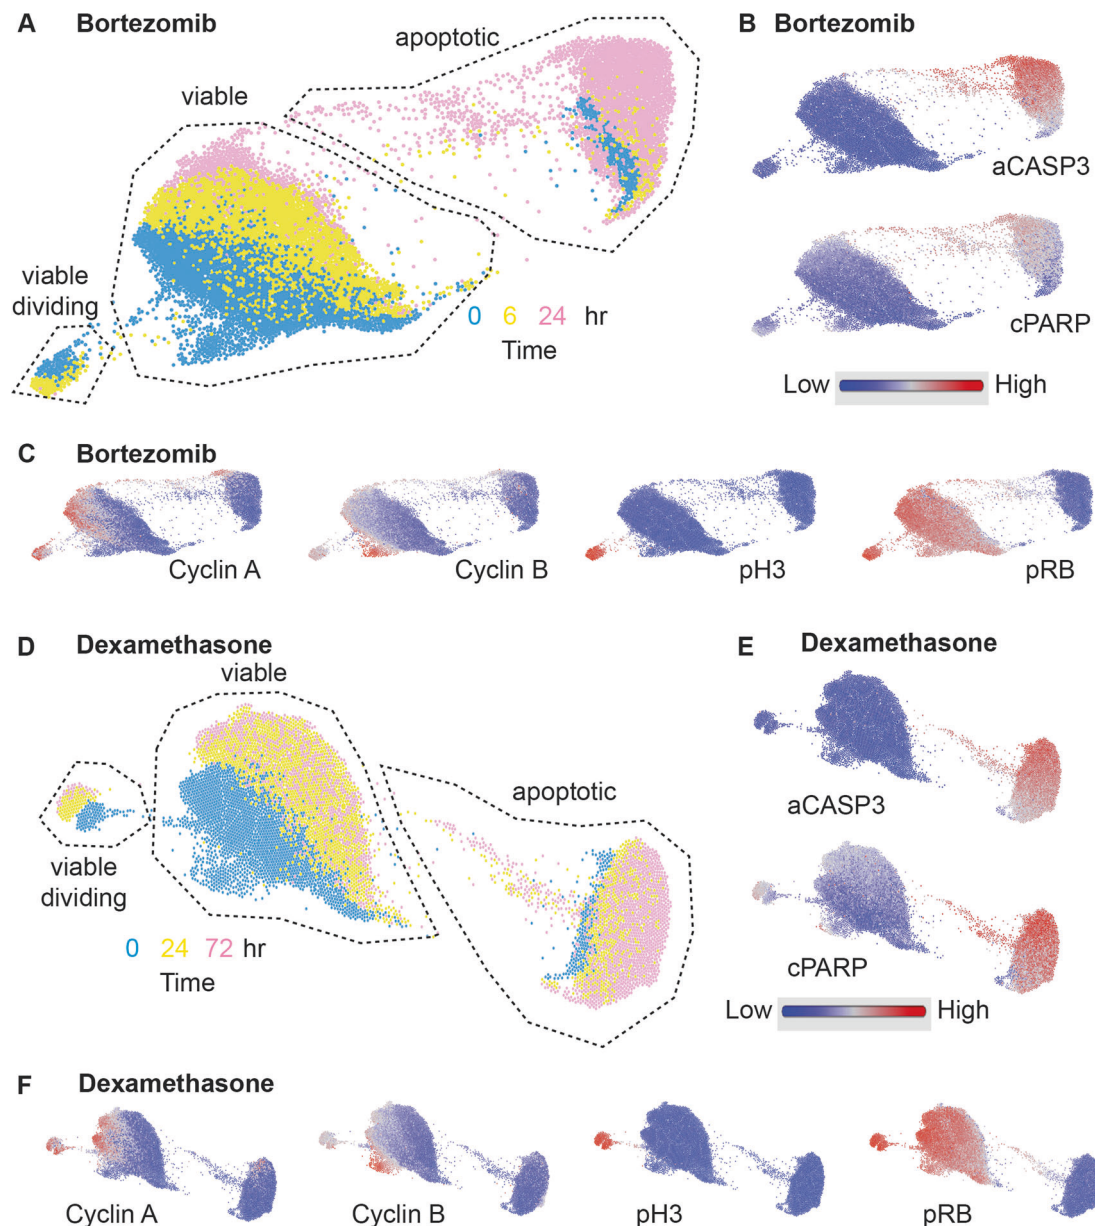 A Bortezomib
apoptotic
viable
viable
dividing
0 6 24 hr
Time
B Bortezomib
aCASP3
cPARP
Low High
C Bortezomib
Cyclin A Cyclin B pH3 pRB
D Dexamethasone
viable
apoptotic
viable
dividing
0 24 72 hr
Time
E Dexamethasone
aCASP3
cPARP
Low High
F Dexamethasone
Cyclin A Cyclin B pH3 pRB